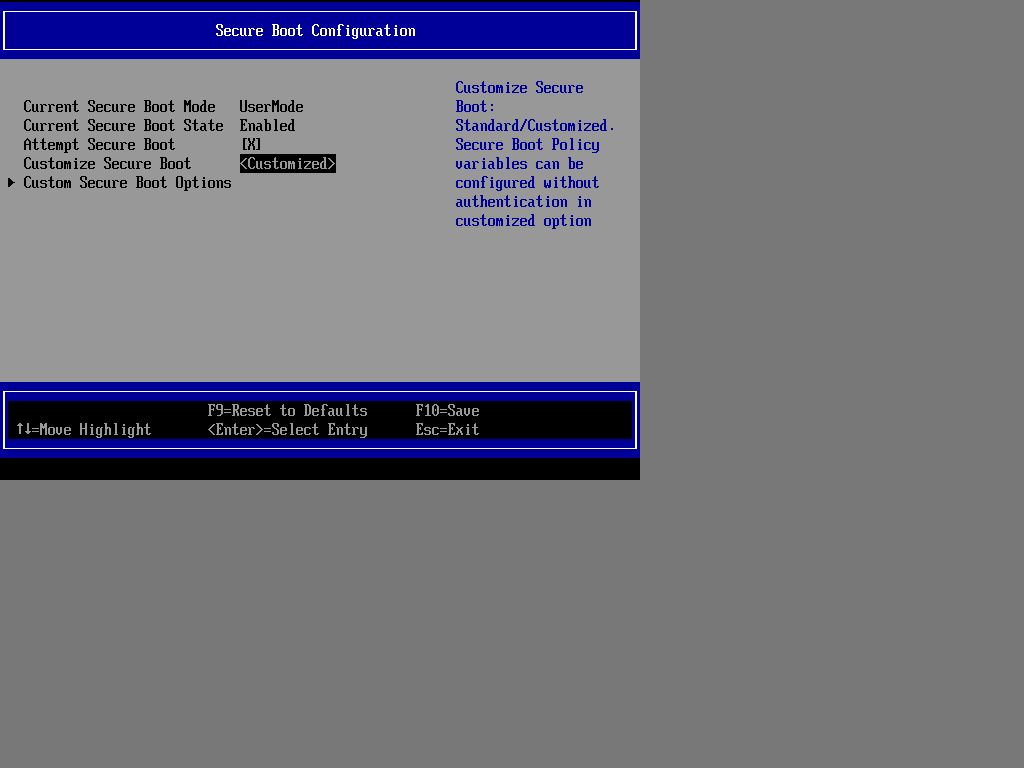 Secure Boot Configuration
Current Secure Boot Mode UserMode
Current Secure Boot State Enabled
Attempt Secure Boot [X]
Customize Secure Boot <Customized>
Custom Secure Boot Options
Customize Secure
Boot:
Standard/Customized.
Secure Boot Policy
variables can be
configured without
authentication in
customized option
F9=Reset to Defaults F10=Save
↑↓=Move Highlight <Enter>=Select Entry Esc=Exit